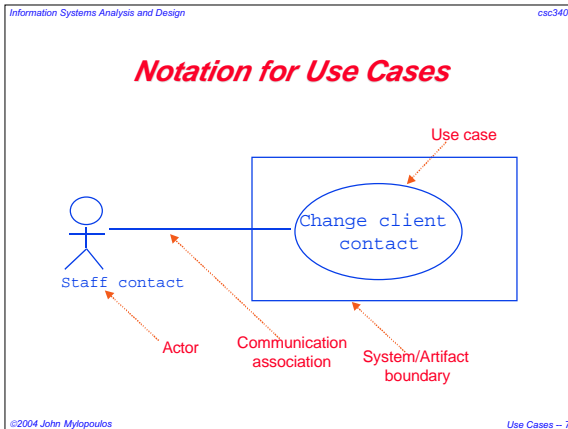 Information Systems Analysis and Design
csc340
Notation for Use Cases
Use case
Change client
contact
Staff contact
Actor
Communication
association
System/Artifact
boundary
©2004 John Mylopoulos
Use Cases -- 7